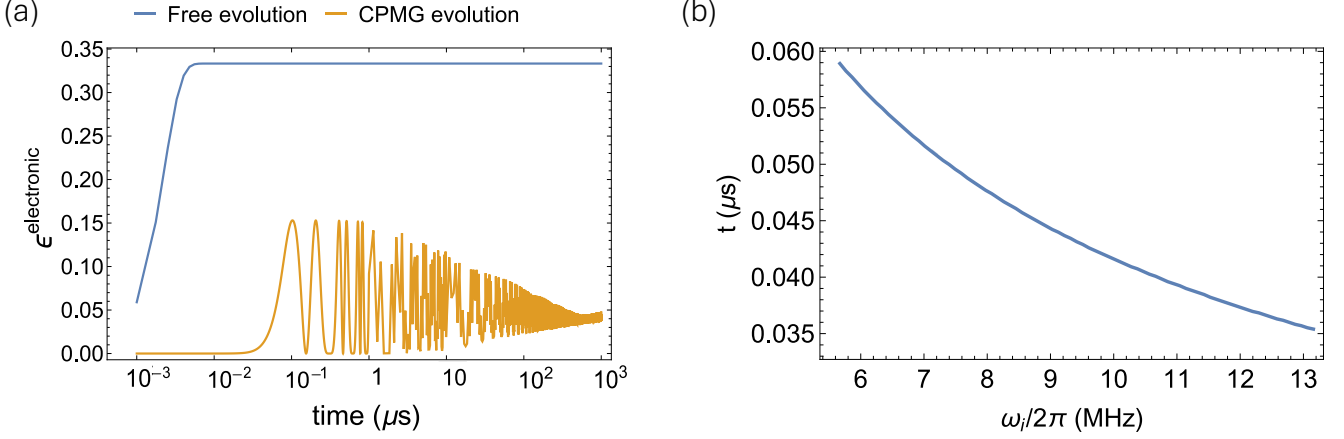 (a)
Free evolution CPMG evolution
0.35
0.30
0.25
0.20
0.15
0.10
0.05
0.00
ϵ^electronic
10^−3 10^−2 10^−1 1 10 10^2 10^3
time (μs)
(b)
0.060
0.055
0.050
0.045
0.040
0.035
t (μs)
6 7 8 9 10 11 12 13
ω_i/2π (MHz)